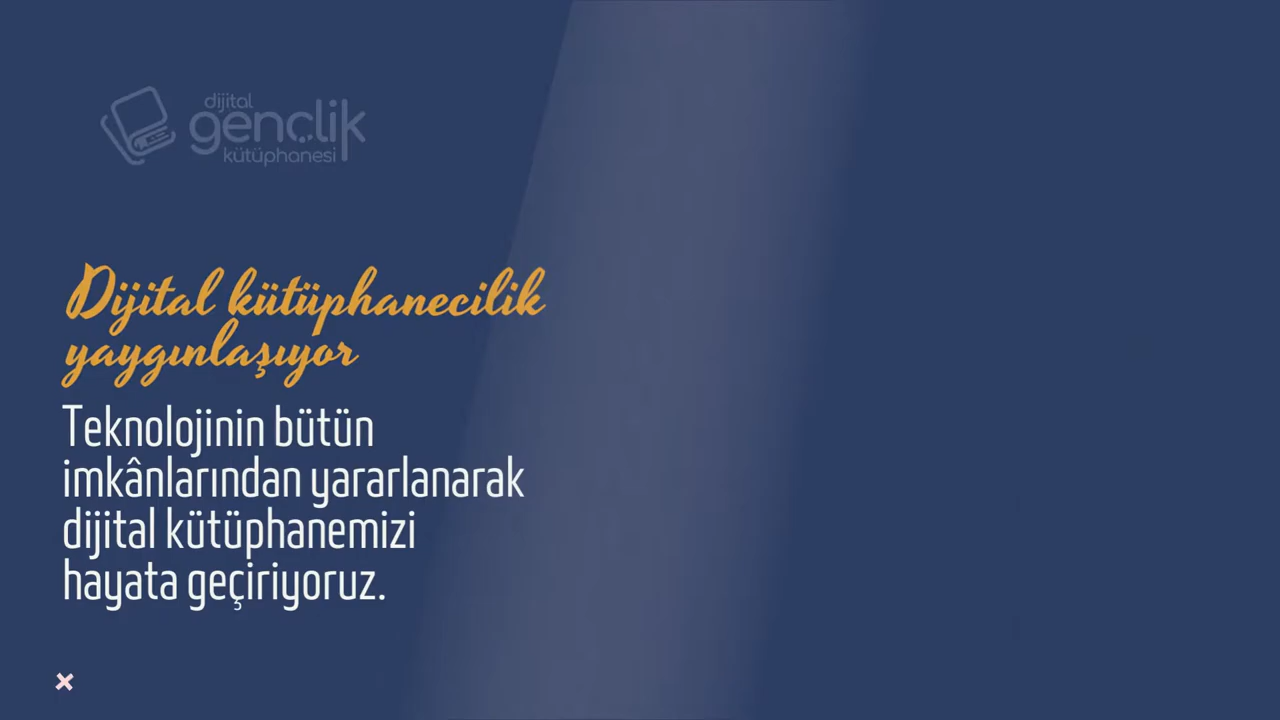 dijital
gençlik
kütüphanesi
Dijital kütüphanecilik
yaygınlaşıyor
Teknolojinin bütün
imkânlarından yararlanarak
dijital kütüphanemizi
hayata geçiriyoruz.